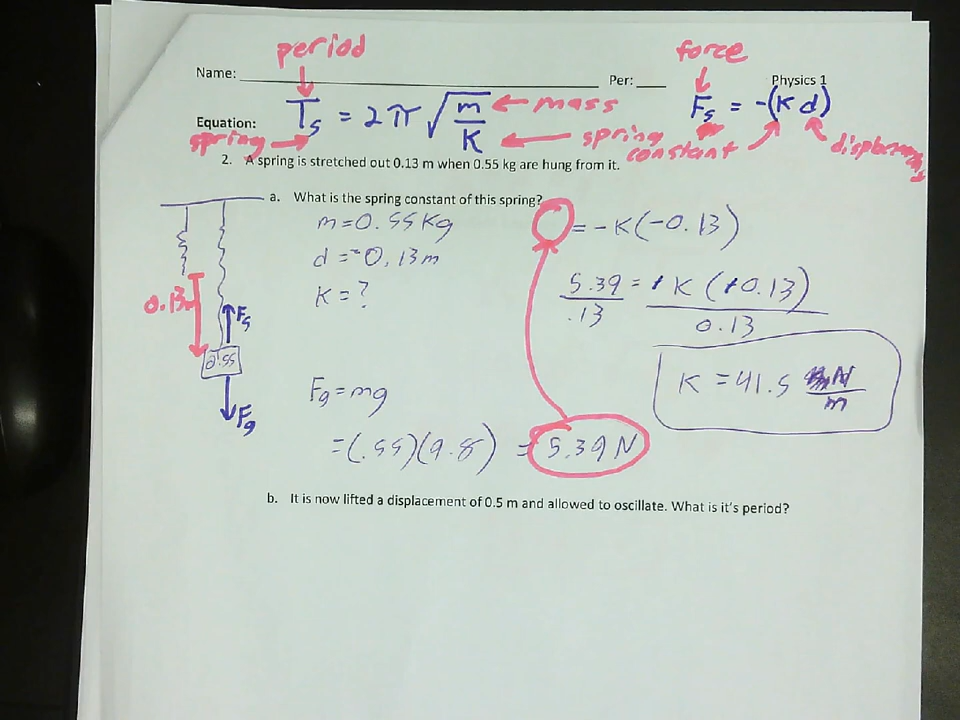 period
force
Name: Per: Physics 1
Equation: Ts = 2π√(m/K) mass
Fs = -(K d)
spring
spring constant
2. A spring is stretched out 0.13 m when 0.55 kg are hung from it.
a. What is the spring constant of this spring?
m=0.55Kg
d=-0.13m
K=?
0.13m
Fs
0.55
Fg
= -K(-0.13)
5.39 = +K (+0.13)
.13 0.13
K = 41.5 N/m
Fg=mg
=(.55)(9.8) = 5.39 N
b. It is now lifted a displacement of 0.5 m and allowed to oscillate. What is it's period?